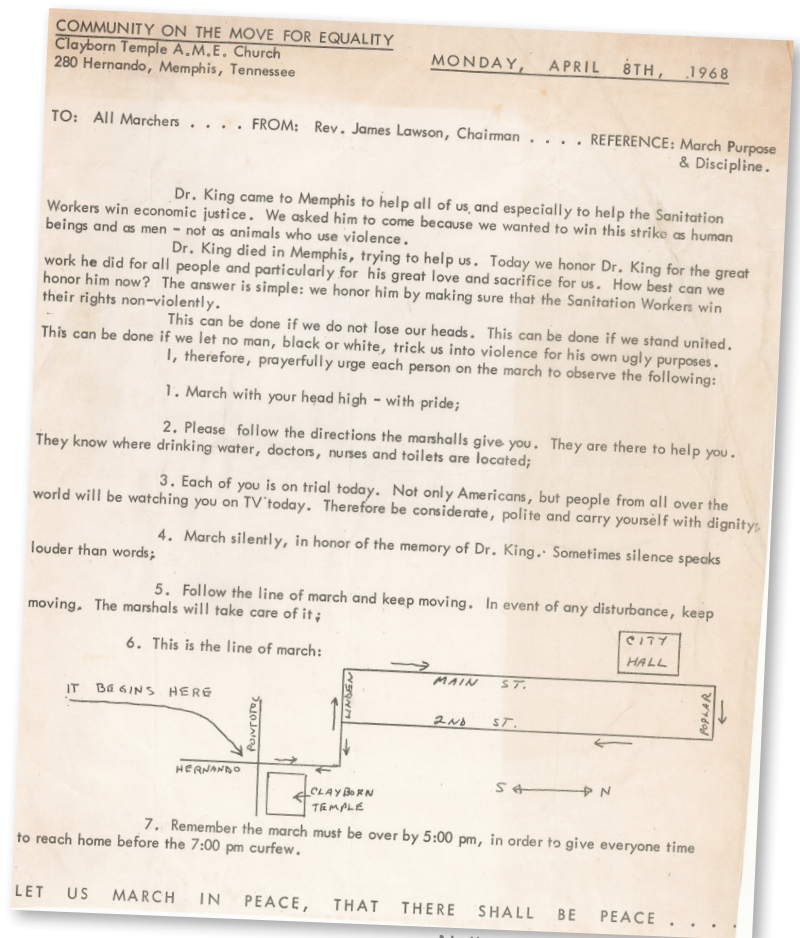 COMMUNITY ON THE MOVE FOR EQUALITY
Clayborn Temple A.M.E. Church
280 Hernando, Memphis, Tennessee
MONDAY, APRIL 8TH, 1968
TO: All Marchers . . . . FROM: Rev. James Lawson, Chairman . . . . REFERENCE: March Purpose
& Discipline.
Dr. King came to Memphis to help all of us and especially to help the Sanitation
Workers win economic justice. We asked him to come because we wanted to win this strike as human
beings and as men - not as animals who use violence.
Dr. King died in Memphis, trying to help us. Today we honor Dr. King for the great
work he did for all people and particularly for his great love and sacrifice for us. How best can we
honor him now? The answer is simple: we honor him by making sure that the Sanitation Workers win
their rights non-violently.
This can be done if we do not lose our heads. This can be done if we stand united.
This can be done if we let no man, black or white, trick us into violence for his own ugly purposes.
I, therefore, prayerfully urge each person on the march to observe the following:
1. March with your head high - with pride;
2. Please follow the directions the marshalls give you. They are there to help you.
They know where drinking water, doctors, nurses and toilets are located;
3. Each of you is on trial today. Not only Americans, but people from all over the
world will be watching you on TV today. Therefore be considerate, polite and carry yourself with dignity;
4. March silently, in honor of the memory of Dr. King. Sometimes silence speaks
louder than words;
5. Follow the line of march and keep moving. In event of any disturbance, keep
moving. The marshals will take care of it;
6. This is the line of march:
CITY
HALL
IT BEGINS HERE
PONTOTOC
LINDEN
MAIN ST.
2ND ST.
POPLAR
HERNANDO
CLAYBORN
TEMPLE
S N
7. Remember the march must be over by 5:00 pm, in order to give everyone time
to reach home before the 7:00 pm curfew.
LET US MARCH IN PEACE, THAT THERE SHALL BE PEACE . . . .